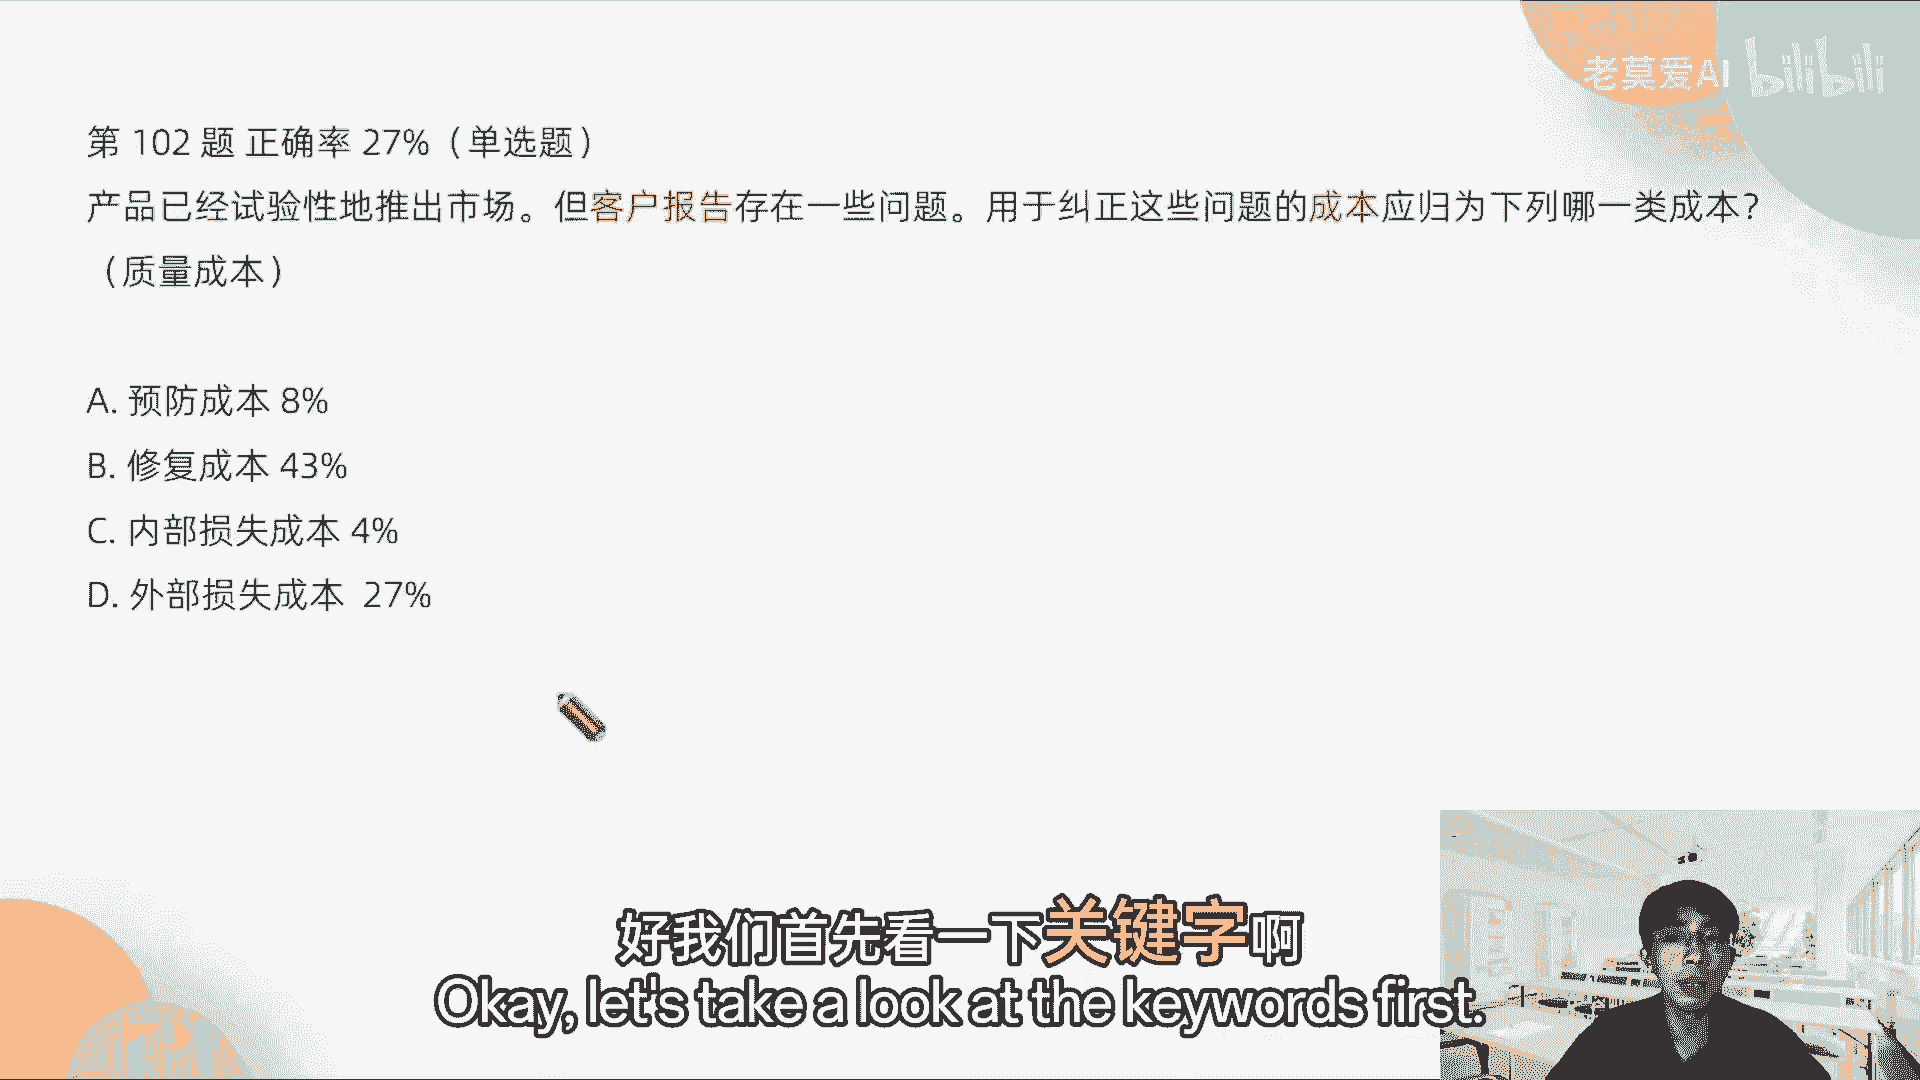 老莫爱AI bilibili
第 102 题 正确率 27%（单选题）
产品已经试验性地推出市场。但客户报告存在一些问题。用于纠正这些问题的成本应归为下列哪一类成本？
（质量成本）
A. 预防成本 8%
B. 修复成本 43%
C. 内部损失成本 4%
D. 外部损失成本 27%
好我们首先看一下关键字啊
Okay, let's take a look at the keywords first.